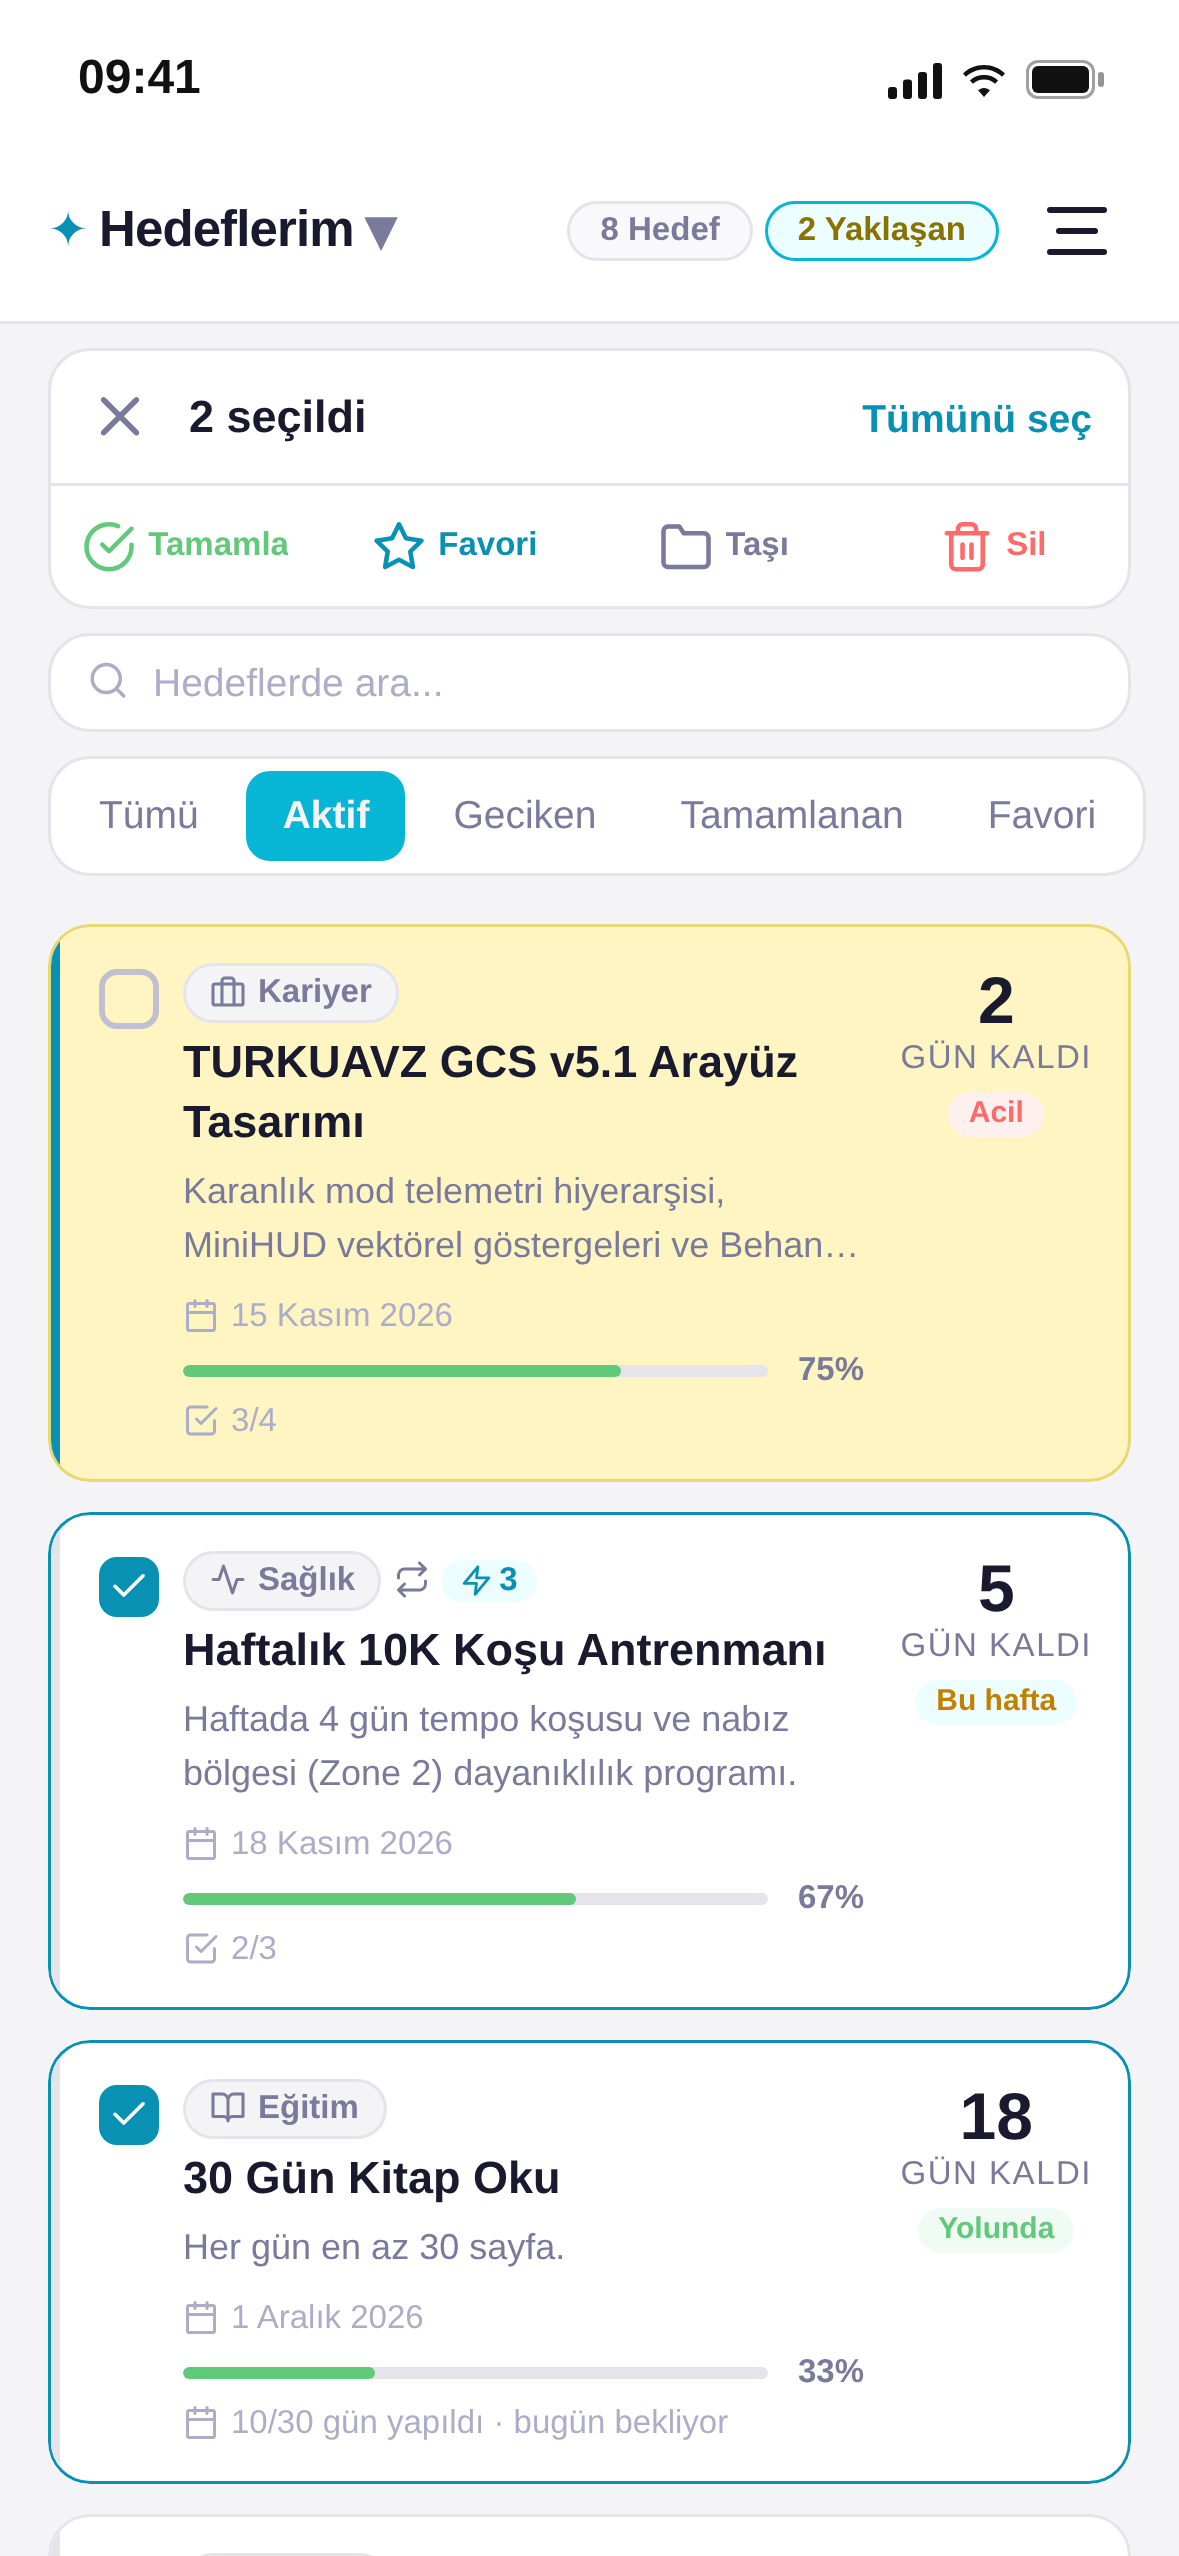 09:41
Hedeflerim ▼
8 Hedef
2 Yaklaşan
2 seçildi
Tümünü seç
Tamamla
Favori
Taşı
Sil
Hedeflerde ara...
Tümü
Aktif
Geciken
Tamamlanan
Favori
Kariyer
TURKUAVZ GCS v5.1 Arayüz
Tasarımı
Karanlık mod telemetri hiyerarşisi,
MiniHUD vektörel göstergeleri ve Behan…
15 Kasım 2026
75%
3/4
2
GÜN KALDI
Acil
Sağlık
3
Haftalık 10K Koşu Antrenmanı
Haftada 4 gün tempo koşusu ve nabız
bölgesi (Zone 2) dayanıklılık programı.
18 Kasım 2026
67%
2/3
5
GÜN KALDI
Bu hafta
Eğitim
30 Gün Kitap Oku
Her gün en az 30 sayfa.
1 Aralık 2026
33%
10/30 gün yapıldı · bugün bekliyor
18
GÜN KALDI
Yolunda